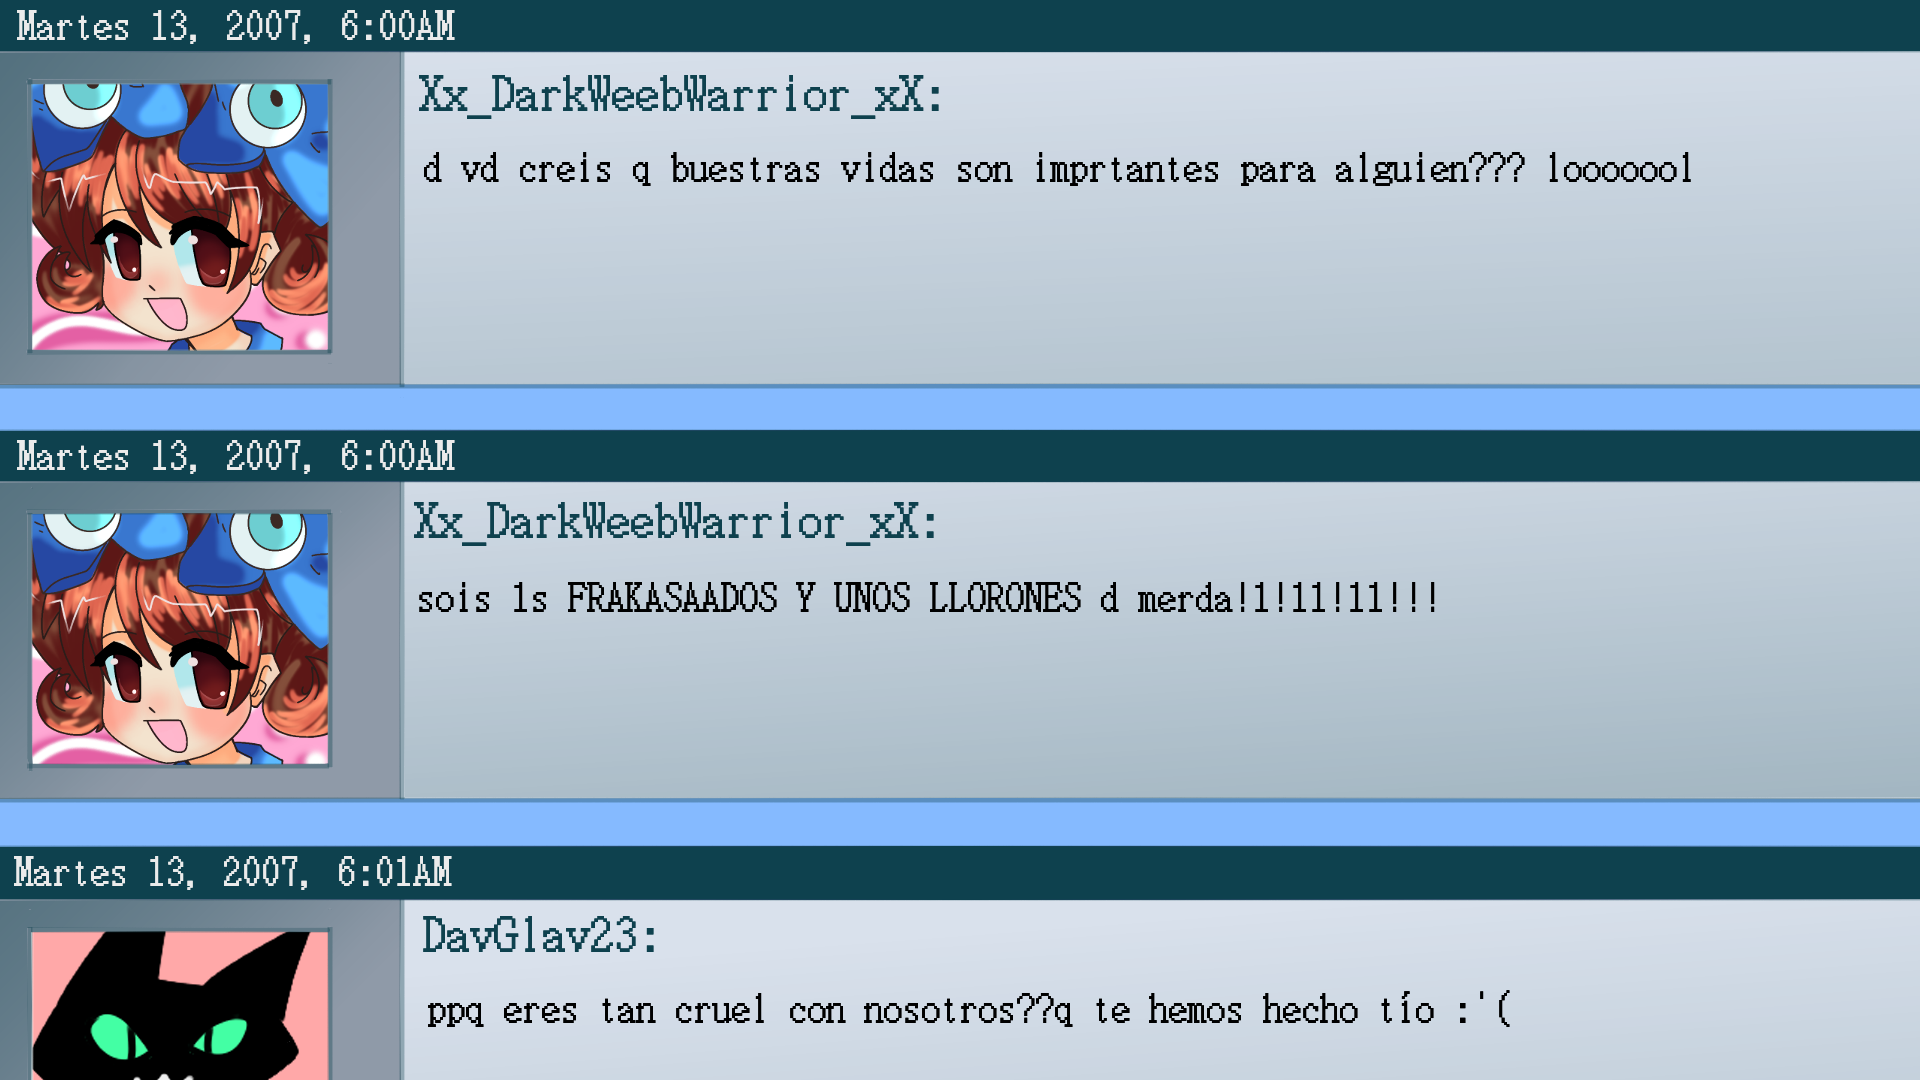 Martes 13, 2007, 6:00AM
Xx_DarkWeebWarrior_xX:
d vd creis q buestras vidas son imprtantes para alguien??? looooool
Martes 13, 2007, 6:00AM
Xx_DarkWeebWarrior_xX:
sois ls FRAKASAADOS Y UNOS LLORONES d merda!1!11!11!!!
Martes 13, 2007, 6:01AM
DavGlav23:
ppq eres tan cruel con nosotros??q te hemos hecho tío :'(